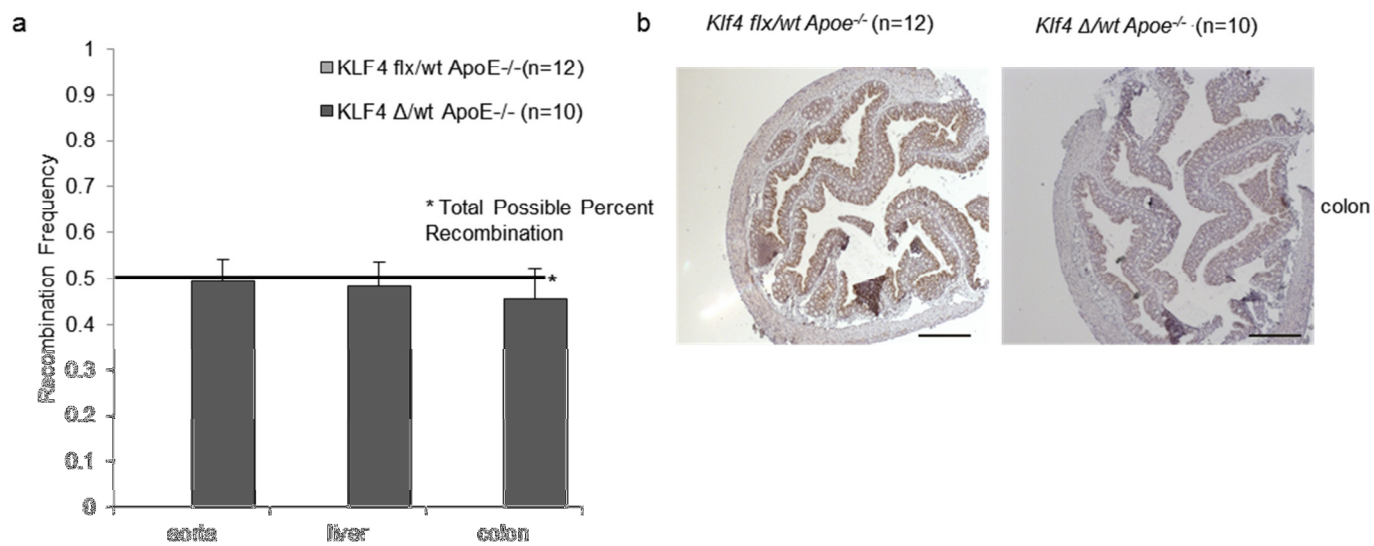 a
1
0.9
0.8
0.7
0.6
0.5
0.4
0.3
0.2
0.1
0
Recombination Frequency
KLF4 flx/wt ApoE-/-(n=12)
KLF4 Δ/wt ApoE-/- (n=10)
* Total Possible Percent
Recombination
*
aorta liver colon
b
Klf4 flx/wt Apoe-/- (n=12) Klf4 Δ/wt Apoe-/- (n=10)
colon